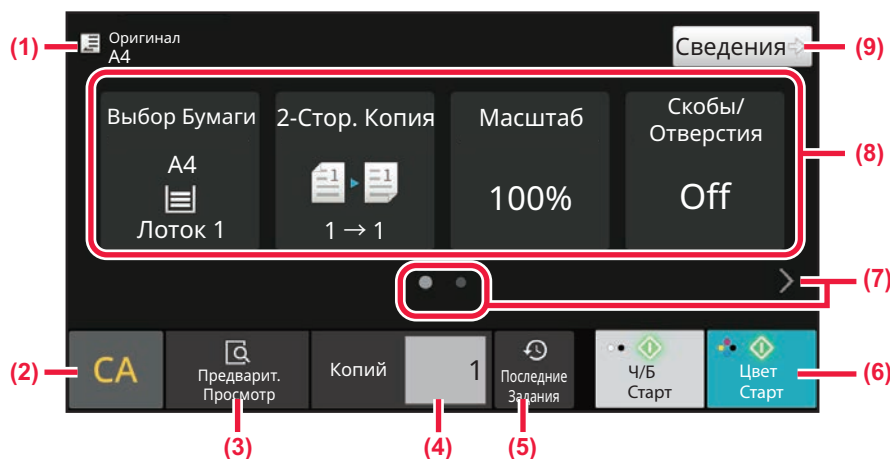 (1)
Оригинал
A4
Сведения
(9)
Выбор Бумаги
A4
Лоток 1
2-Стор. Копия
1 → 1
Масштаб
100%
Скобы/
Отверстия
Off
(8)
(7)
(2)
CA
Предварит.
Просмотр
Копий
1
Последние
Задания
Ч/Б
Старт
Цвет
Старт
(6)
(3)
(4)
(5)